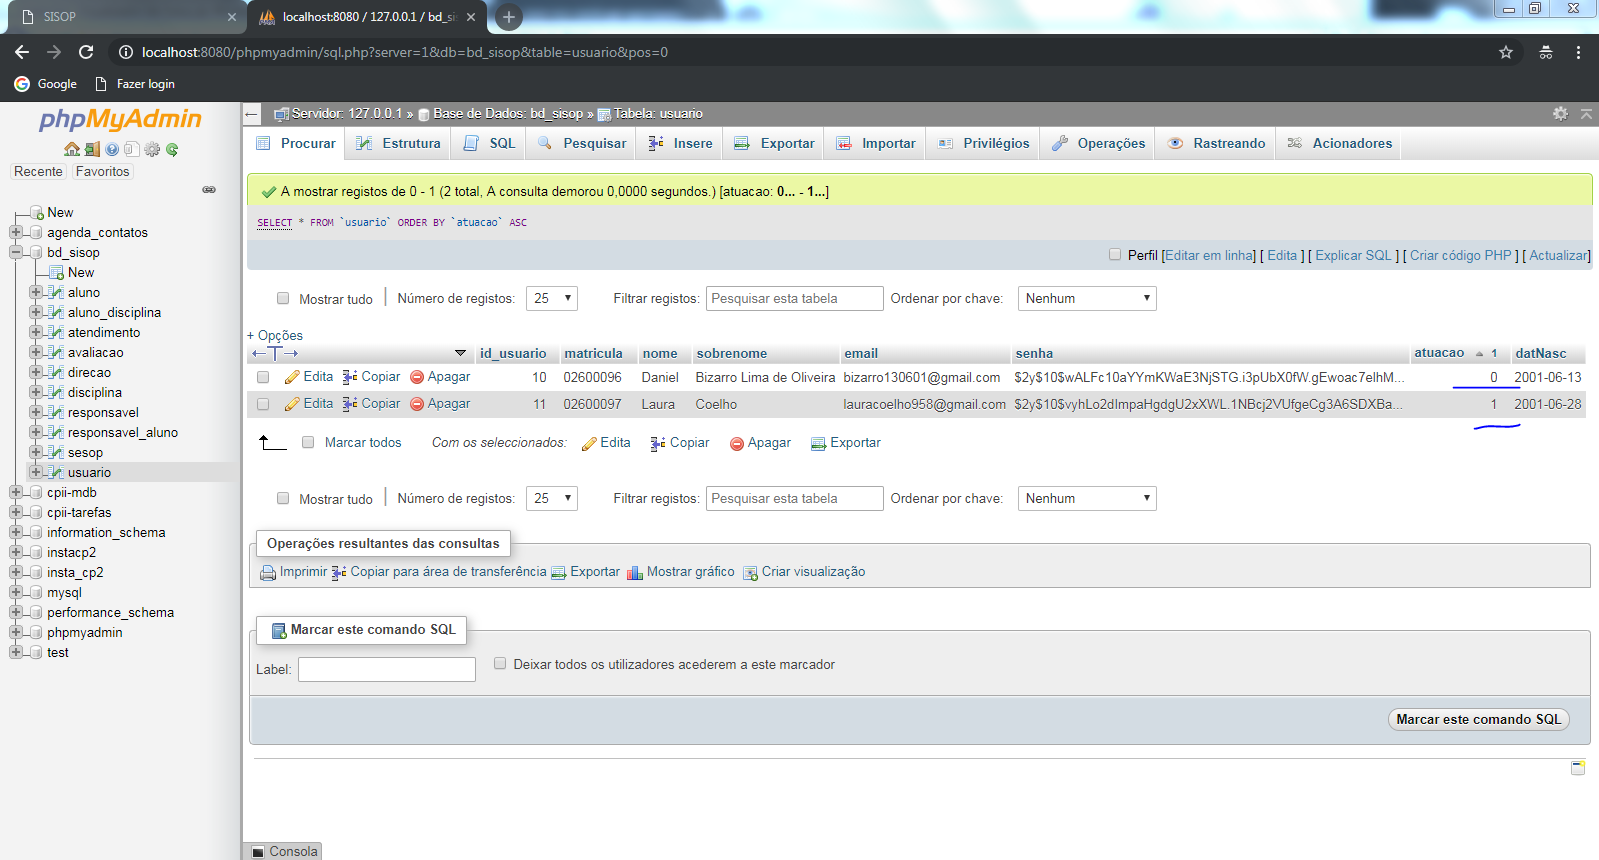 SISOP
localhost:8080 / 127.0.0.1 / bd_sis
localhost:8080/phpmyadmin/sql.php?server=1&db=bd_sisop&table=usuario&pos=0
Google Fazer login
phpMyAdmin
Recente Favoritos
New
agenda_contatos
bd_sisop
New
aluno
aluno_disciplina
atendimento
avaliacao
direcao
disciplina
responsavel
responsavel_aluno
sesop
usuario
cpii-mdb
cpii-tarefas
information_schema
instacp2
insta_cp2
mysql
performance_schema
phpmyadmin
test
Servidor: 127.0.0.1 » Base de Dados: bd_sisop » Tabela: usuario
Procurar Estrutura SQL Pesquisar Insere Exportar Importar Privilégios Operações Rastreando Acionadores
A mostrar registos de 0 - 1 (2 total, A consulta demorou 0,0000 segundos.) [atuacao: 0... - 1...]
SELECT * FROM `usuario` ORDER BY `atuacao` ASC
Perfil [Editar em linha] [ Edita ] [ Explicar SQL ] [ Criar código PHP ] [ Actualizar]
Mostrar tudo | Número de registos: 25 Filtrar registos: Pesquisar esta tabela Ordenar por chave: Nenhum
+ Opções
id_usuario matricula nome sobrenome email senha atuacao 1 datNasc
Edita Copiar Apagar 10 02600096 Daniel Bizarro Lima de Oliveira bizarro130601@gmail.com $2y$10$wALFc10aYYmKWaE3NjSTG.i3pUbX0fW.gEwoac7elhM... 0 2001-06-13
Edita Copiar Apagar 11 02600097 Laura Coelho lauracoelho958@gmail.com $2y$10$vyhLo2dImpaHgdgU2xXWL.1NBcj2VUfgeCg3A6SDXBa... 1 2001-06-28
Marcar todos Com os seleccionados: Edita Copiar Apagar Exportar
Mostrar tudo | Número de registos: 25 Filtrar registos: Pesquisar esta tabela Ordenar por chave: Nenhum
Operações resultantes das consultas
Imprimir Copiar para área de transferência Exportar Mostrar gráfico Criar visualização
Marcar este comando SQL
Label: Deixar todos os utilizadores acederem a este marcador
Marcar este comando SQL
Consola